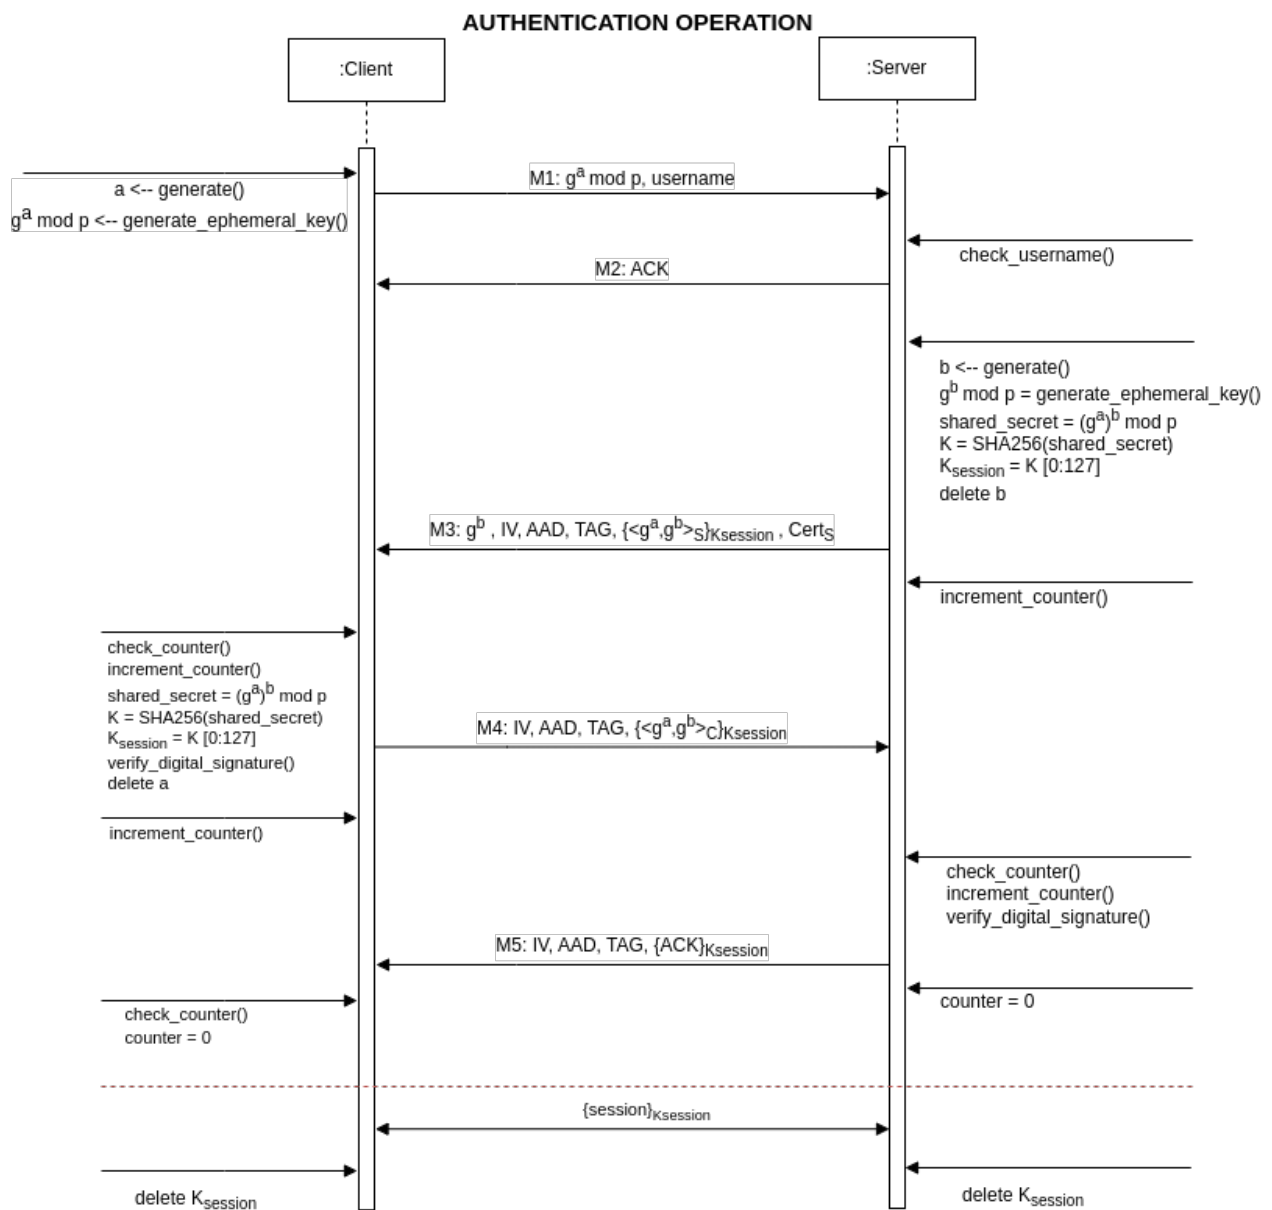 AUTHENTICATION OPERATION
:Client
:Server
a <-- generate()
g^a mod p <-- generate_ephemeral_key()
M1: g^a mod p, username
check_username()
M2: ACK
b <-- generate()
g^b mod p = generate_ephemeral_key()
shared_secret = (g^a)^b mod p
K = SHA256(shared_secret)
K_session = K [0:127]
delete b
M3: g^b , IV, AAD, TAG, {<g^a,g^b>_S}_Ksession , Cert_S
increment_counter()
check_counter()
increment_counter()
shared_secret = (g^a)^b mod p
K = SHA256(shared_secret)
K_session = K [0:127]
verify_digital_signature()
delete a
M4: IV, AAD, TAG, {<g^a,g^b>_C}_Ksession
increment_counter()
check_counter()
increment_counter()
verify_digital_signature()
M5: IV, AAD, TAG, {ACK}_Ksession
counter = 0
check_counter()
counter = 0
{session}_Ksession
delete K_session
delete K_session